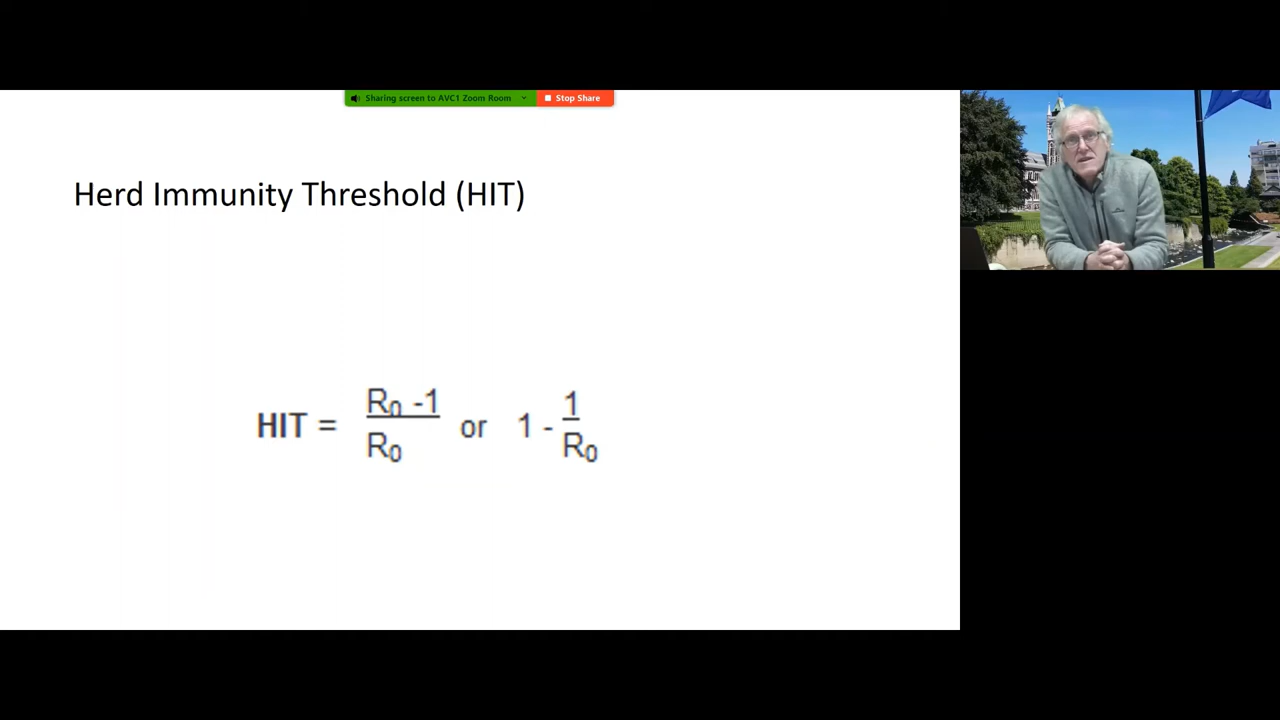 Sharing screen to AVC1 Zoom Room
Stop Share
Herd Immunity Threshold (HIT)
HIT = R₀ -1 / R₀ or 1 - 1 / R₀